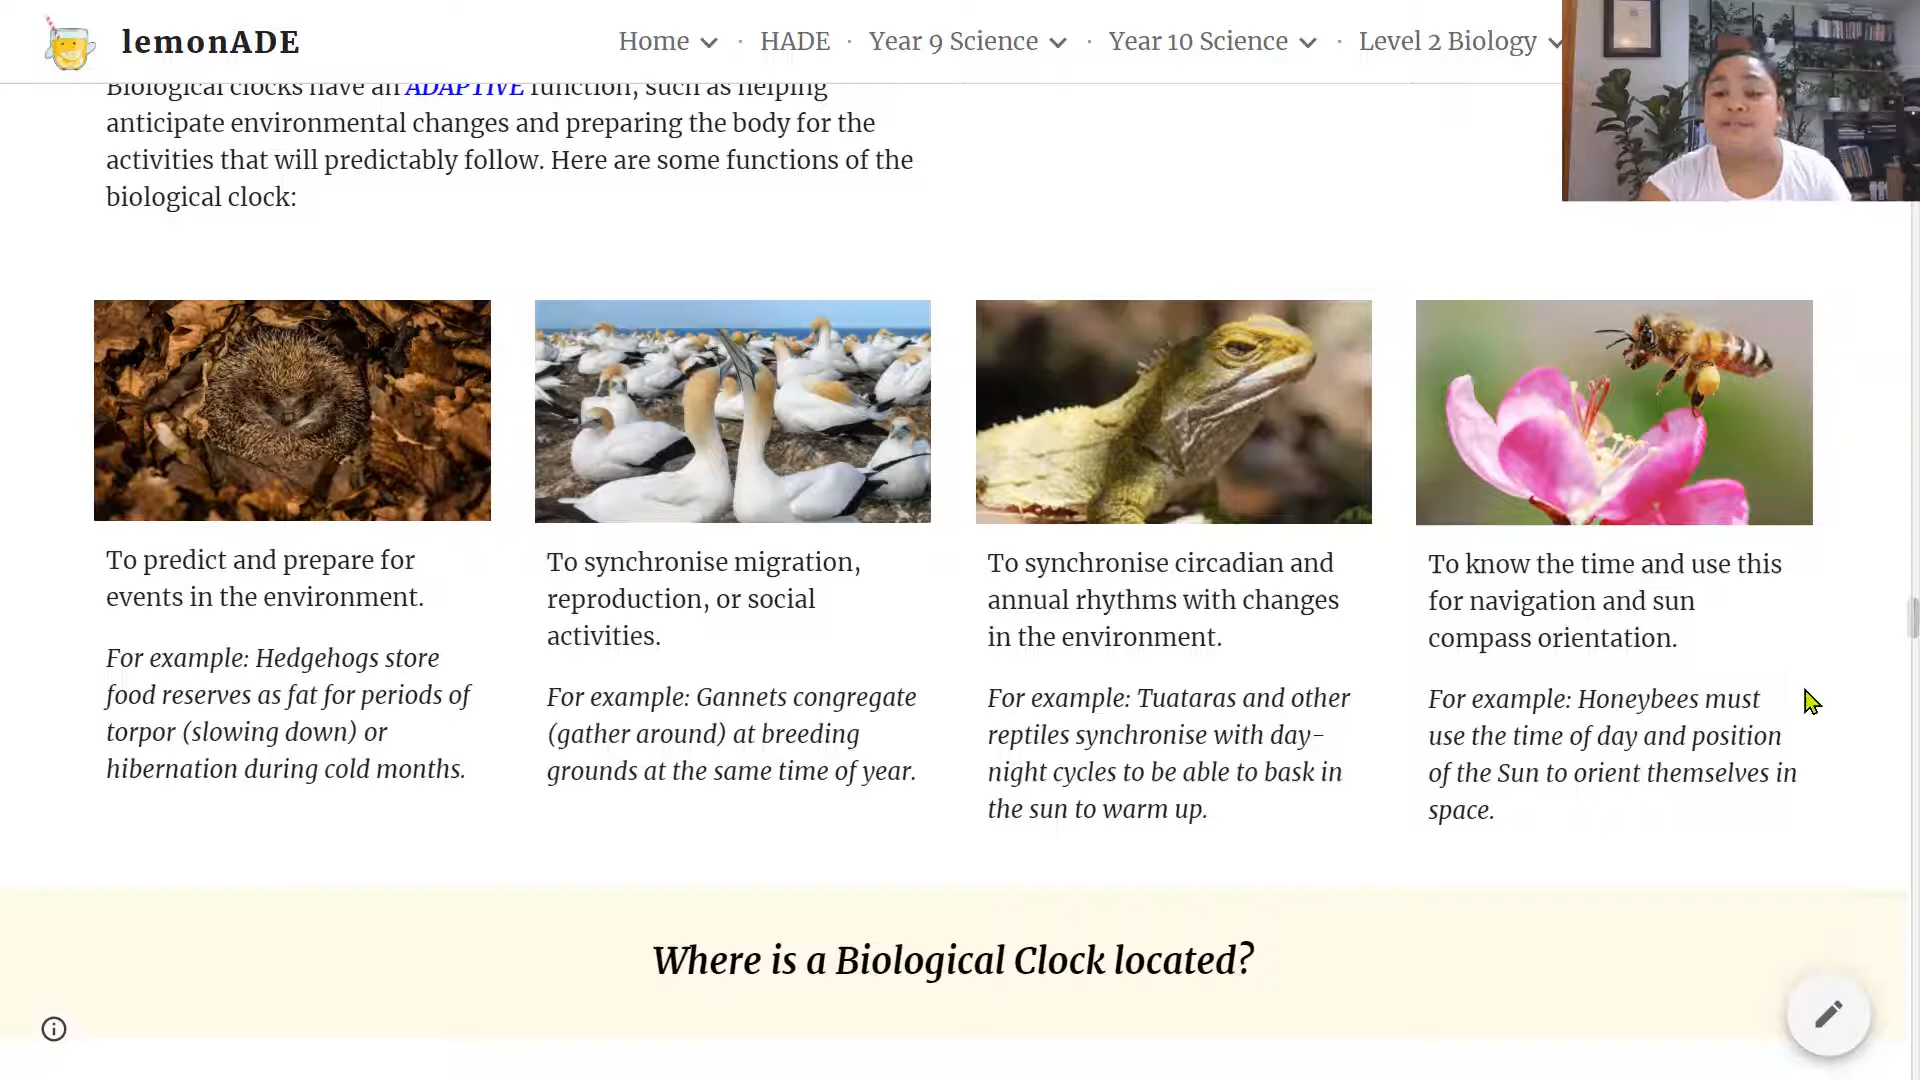 lemonADE
Home · HADE · Year 9 Science · Year 10 Science · Level 2 Biology
Biological clocks have an ADAPTIVE function, such as helping
anticipate environmental changes and preparing the body for the
activities that will predictably follow. Here are some functions of the
biological clock:
To predict and prepare for
events in the environment.
For example: Hedgehogs store
food reserves as fat for periods of
torpor (slowing down) or
hibernation during cold months.
To synchronise migration,
reproduction, or social
activities.
For example: Gannets congregate
(gather around) at breeding
grounds at the same time of year.
To synchronise circadian and
annual rhythms with changes
in the environment.
For example: Tuataras and other
reptiles synchronise with day-
night cycles to be able to bask in
the sun to warm up.
To know the time and use this
for navigation and sun
compass orientation.
For example: Honeybees must
use the time of day and position
of the Sun to orient themselves in
space.
Where is a Biological Clock located?